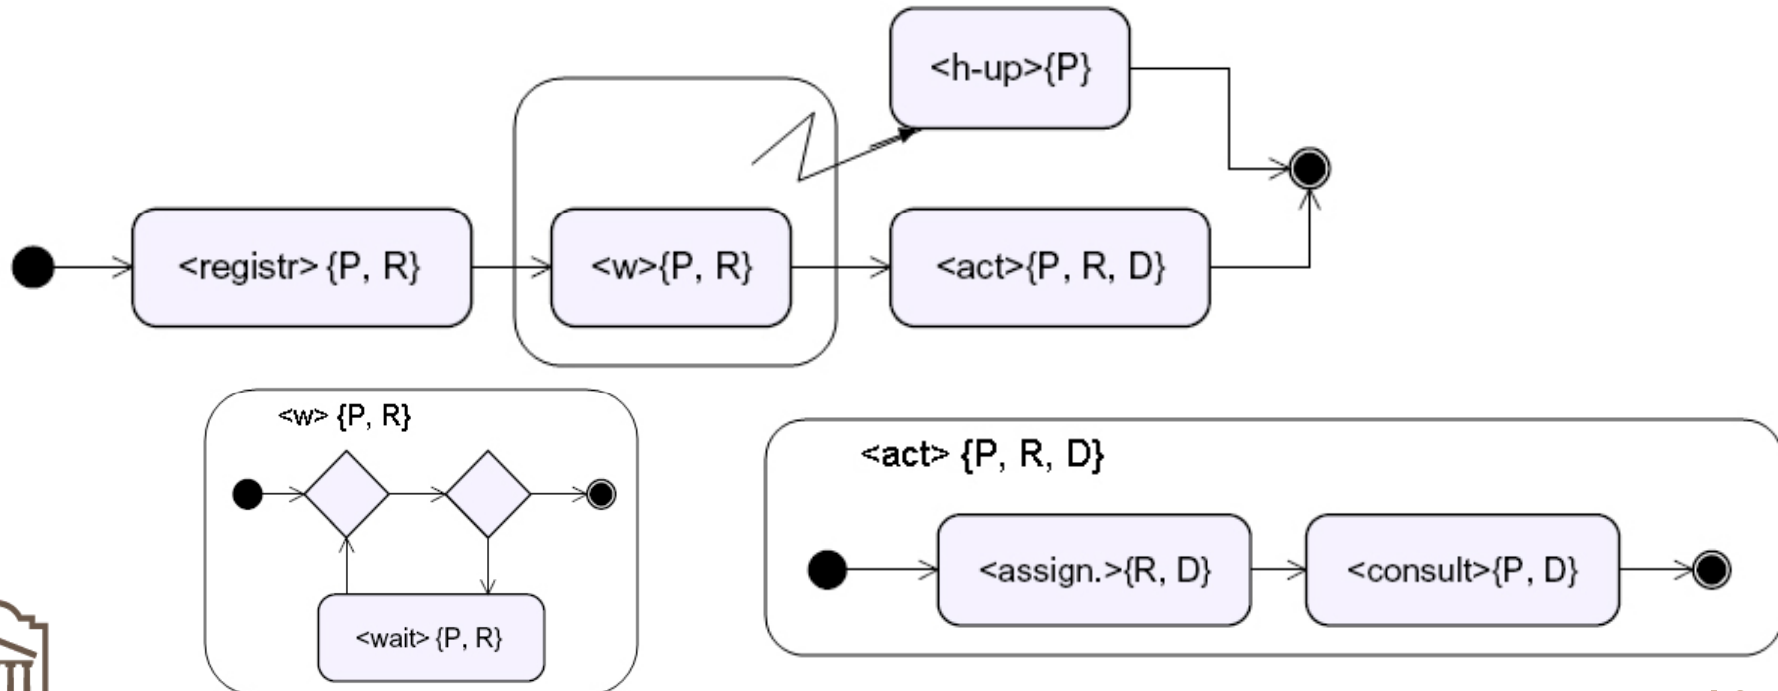 <h-up>{P}
<registr> {P, R}
<w>{P, R}
<act>{P, R, D}
<w> {P, R}
<wait> {P, R}
<act> {P, R, D}
<assign.>{R, D}
<consult>{P, D}